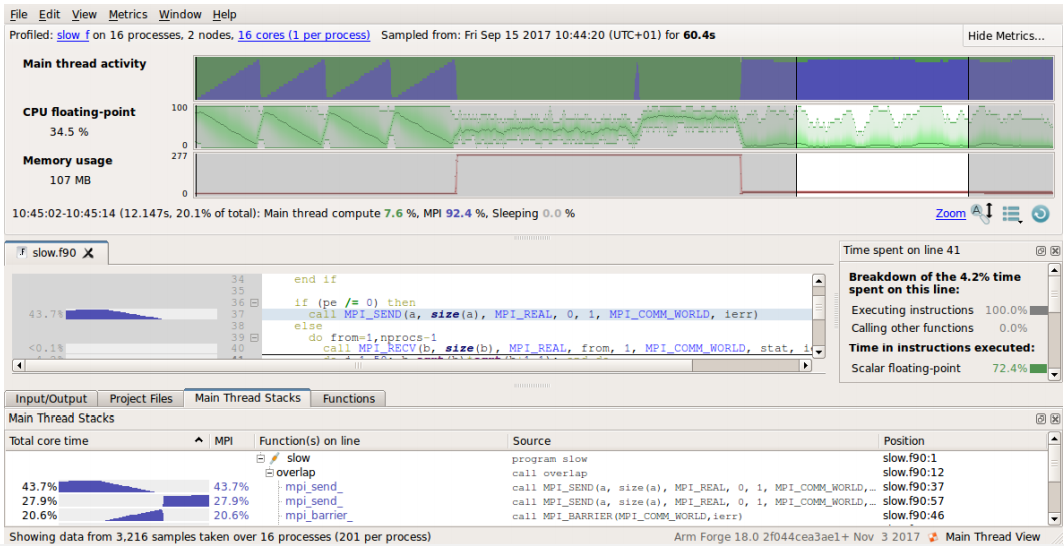 File Edit View Metrics Window Help
Profiled: slow_f on 16 processes, 2 nodes, 16 cores (1 per process) Sampled from: Fri Sep 15 2017 10:44:20 (UTC+01) for 60.4s
Hide Metrics...
Main thread activity
CPU floating-point
34.5 %
100
0
Memory usage
107 MB
277
0
10:45:02-10:45:14 (12.147s, 20.1% of total): Main thread compute 7.6 %, MPI 92.4 %, Sleeping 0.0 %
Zoom
slow.f90
34 end if
35
36 if (pe /= 0) then
43.7% 37 call MPI_SEND(a, size(a), MPI_REAL, 0, 1, MPI_COMM_WORLD, ierr)
38 else
39 do from=1,nprocs-1
<0.1% 40 call MPI_RECV(b, size(b), MPI_REAL, from, 1, MPI_COMM_WORLD, stat,
Time spent on line 41
Breakdown of the 4.2% time
spent on this line:
Executing instructions 100.0%
Calling other functions 0.0%
Time in instructions executed:
Scalar floating-point 72.4%
Input/Output Project Files Main Thread Stacks Functions
Main Thread Stacks
Total core time MPI Function(s) on line Source Position
slow program slow slow.f90:1
overlap call overlap slow.f90:12
43.7% 43.7% mpi_send_ call MPI_SEND(a, size(a), MPI_REAL, 0, 1, MPI_COMM_WORLD,... slow.f90:37
27.9% 27.9% mpi_send_ call MPI_SEND(a, size(a), MPI_REAL, 0, 1, MPI_COMM_WORLD,... slow.f90:57
20.6% 20.6% mpi_barrier_ call MPI_BARRIER(MPI_COMM_WORLD,ierr) slow.f90:46
Showing data from 3,216 samples taken over 16 processes (201 per process)
Arm Forge 18.0 2f044cea3ae1+ Nov 3 2017 Main Thread View